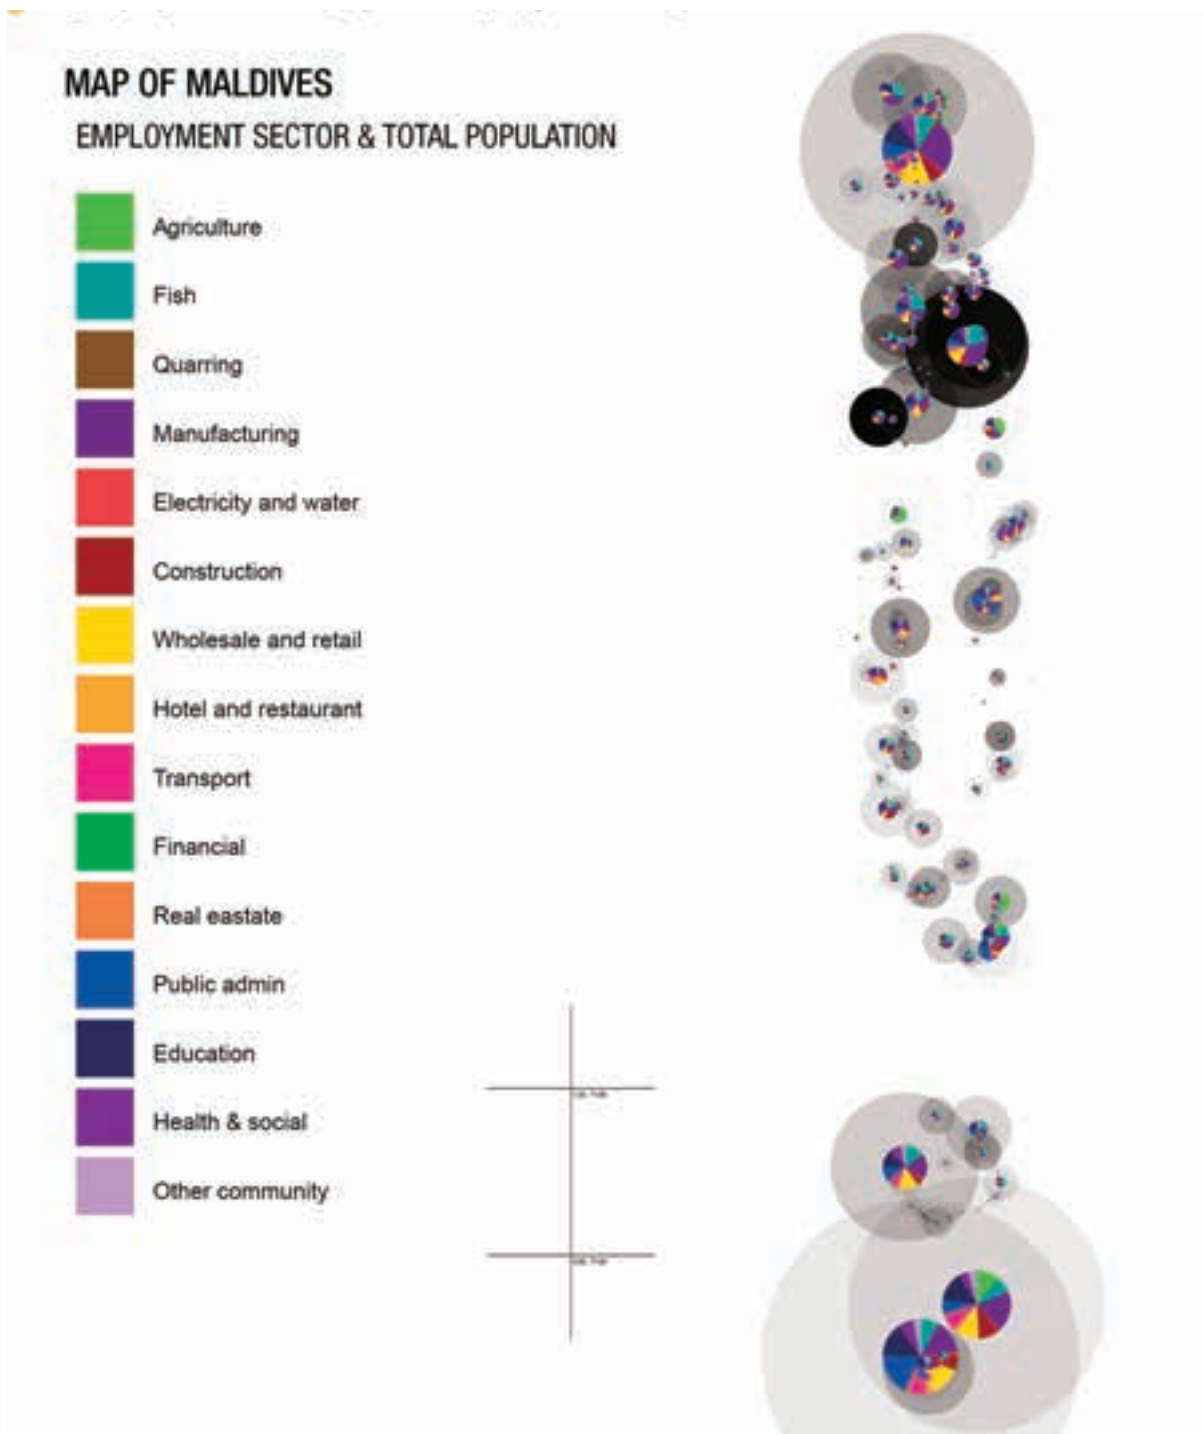 MAP OF MALDIVES
EMPLOYMENT SECTOR & TOTAL POPULATION
Agriculture
Fish
Quarring
Manufacturing
Electricity and water
Construction
Wholesale and retail
Hotel and restaurant
Transport
Financial
Real eastate
Public admin
Education
Health & social
Other community